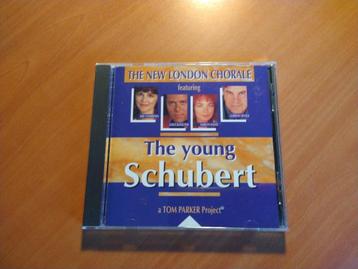 THE NEW LONDON CHORALE
featuring
The young
Schubert
a TOM PARKER Project®